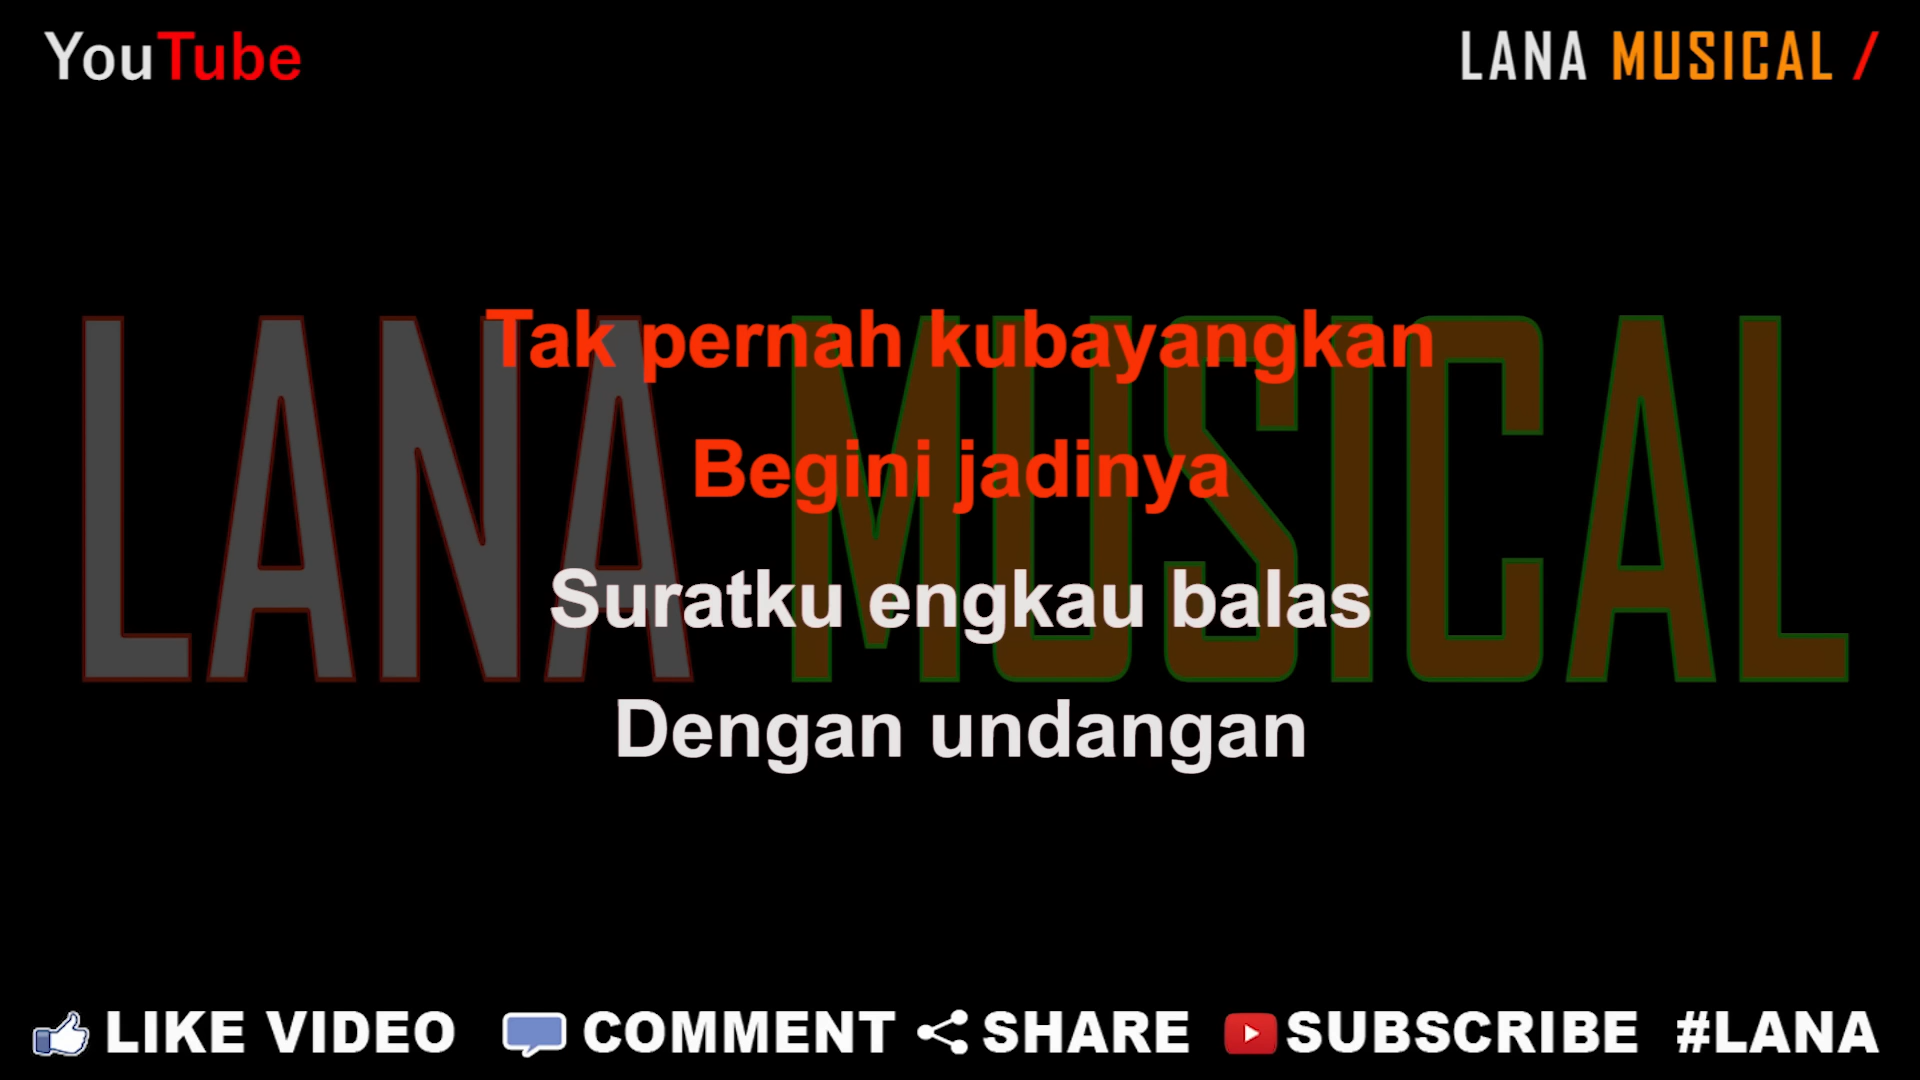 YouTube
LANA MUSICAL /
LANA MUSICAL
Tak pernah kubayangkan
Begini jadinya
Suratku engkau balas
Dengan undangan
LIKE VIDEO COMMENT SHARE SUBSCRIBE #LANA